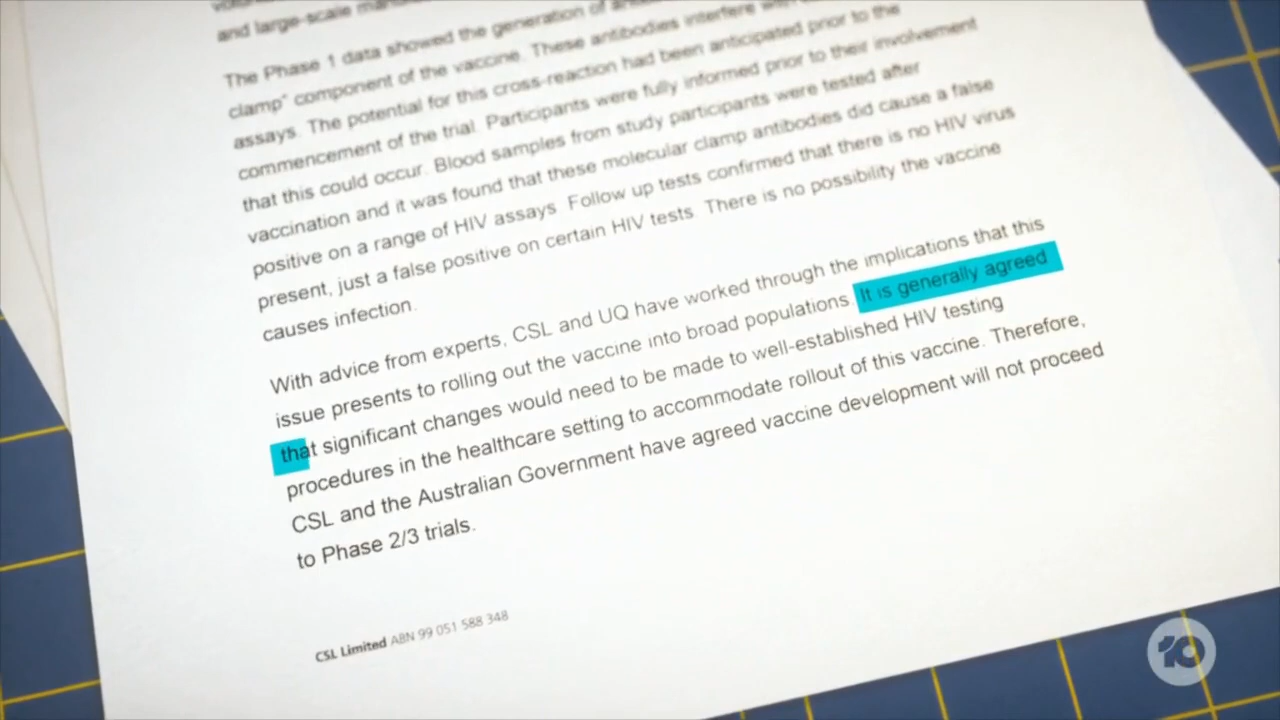 and large-scale
The Phase 1 data showed the generation of
clamp" component of the vaccine. These antibodies interfere with
assays. The potential for this cross-reaction had been anticipated prior to the
commencement of the trial. Participants were fully informed prior to their involvement
that this could occur. Blood samples from study participants were tested after
vaccination and it was found that these molecular clamp antibodies did cause a false
positive on a range of HIV assays. Follow up tests confirmed that there is no HIV virus
present, just a false positive on certain HIV tests. There is no possibility the vaccine
causes infection.
With advice from experts, CSL and UQ have worked through the implications that this
issue presents to rolling out the vaccine into broad populations. It is generally agreed
that significant changes would need to be made to well-established HIV testing
procedures in the healthcare setting to accommodate rollout of this vaccine. Therefore,
CSL and the Australian Government have agreed vaccine development will not proceed
to Phase 2/3 trials.
CSL Limited ABN 99 051 588 348
10